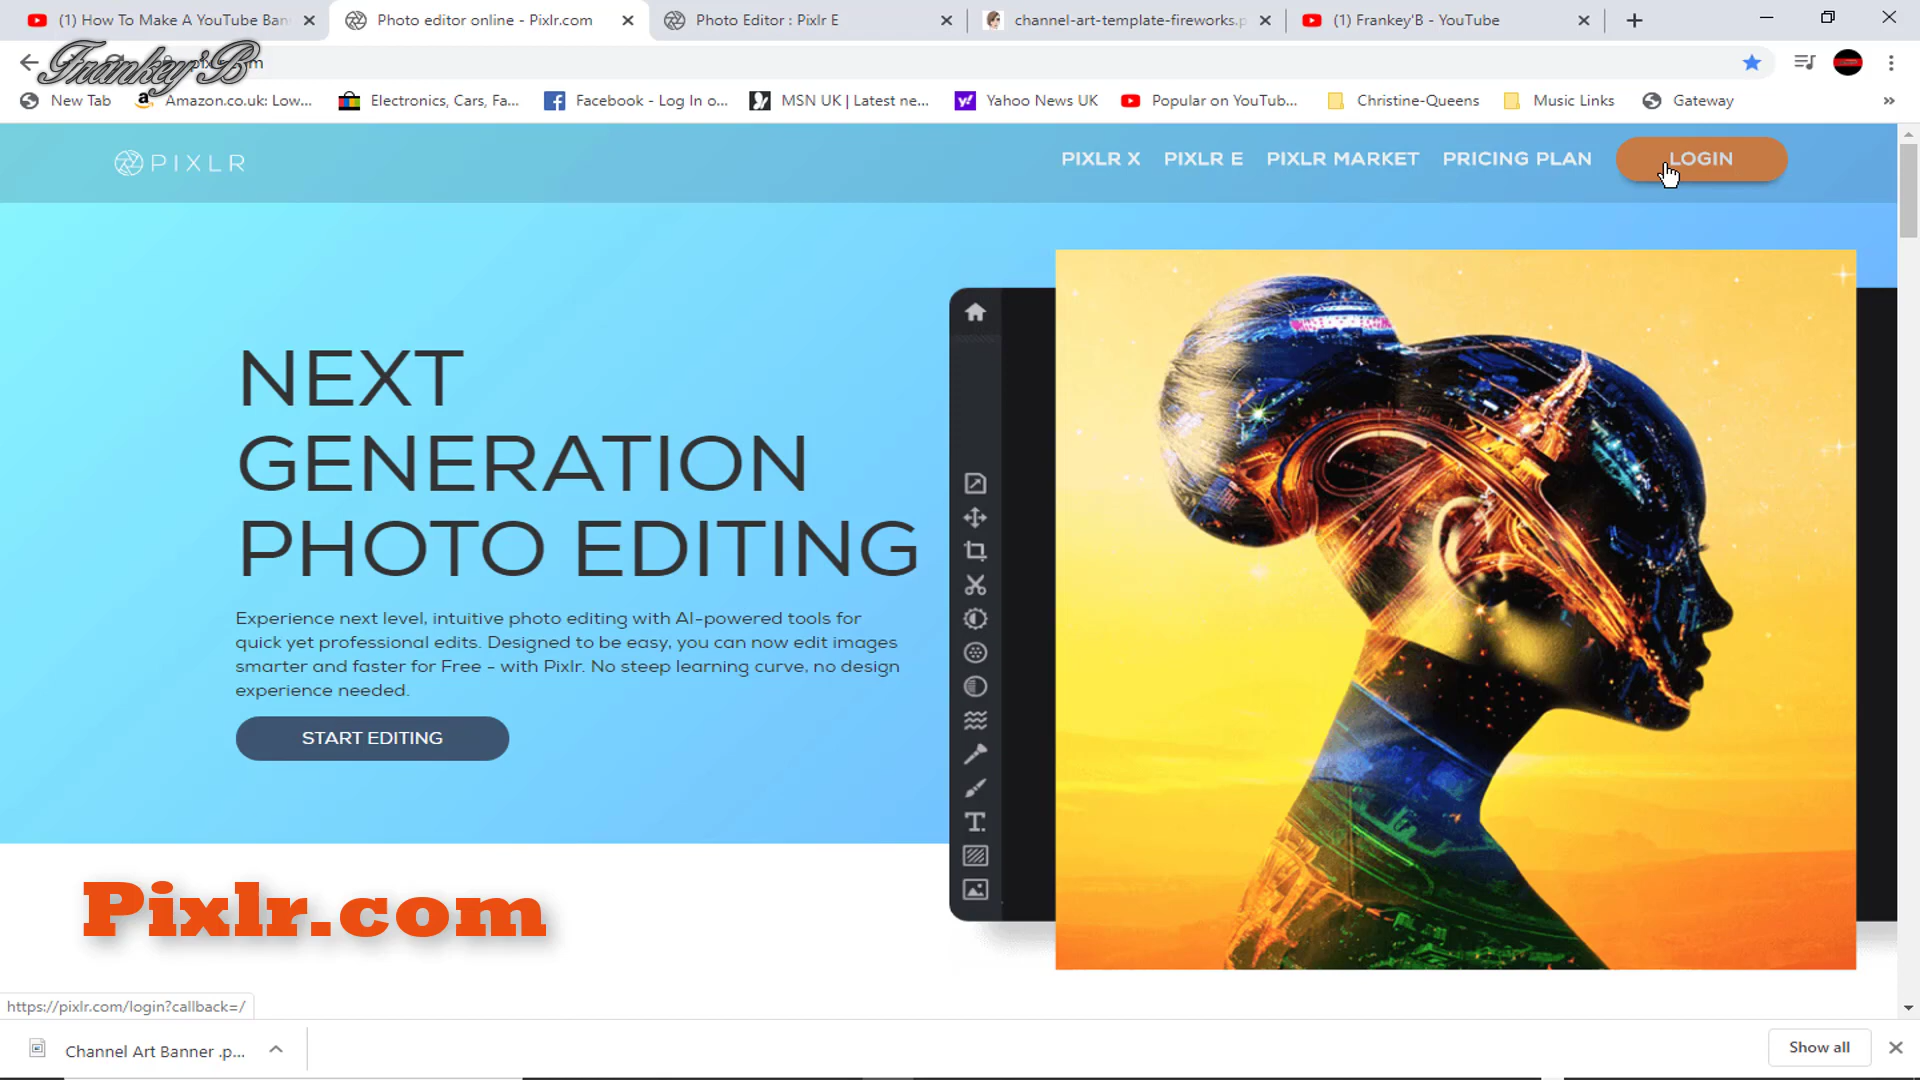 (1) How To Make A YouTube Ban
Photo editor online - Pixlr.com
Photo Editor : Pixlr E
channel-art-template-fireworks.p
(1) Frankey'B - YouTube
Frankey'B
New Tab
Amazon.co.uk: Low...
Electronics, Cars, Fa...
Facebook - Log In o...
MSN UK | Latest ne...
Yahoo News UK
Popular on YouTub...
Christine-Queens
Music Links
Gateway
PIXLR
PIXLR X
PIXLR E
PIXLR MARKET
PRICING PLAN
LOGIN
NEXT
GENERATION
PHOTO EDITING
Experience next level, intuitive photo editing with AI-powered tools for
quick yet professional edits. Designed to be easy, you can now edit images
smarter and faster for Free - with Pixlr. No steep learning curve, no design
experience needed.
START EDITING
Pixlr.com
https://pixlr.com/login?callback=/
Channel Art Banner .p...
Show all